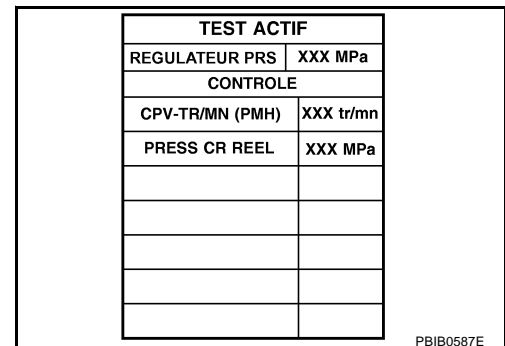 TEST ACTIF
REGULATEUR PRS XXX MPa
CONTROLE
CPV-TR/MN (PMH) XXX tr/mn
PRESS CR REEL XXX MPa
PBIB0587E